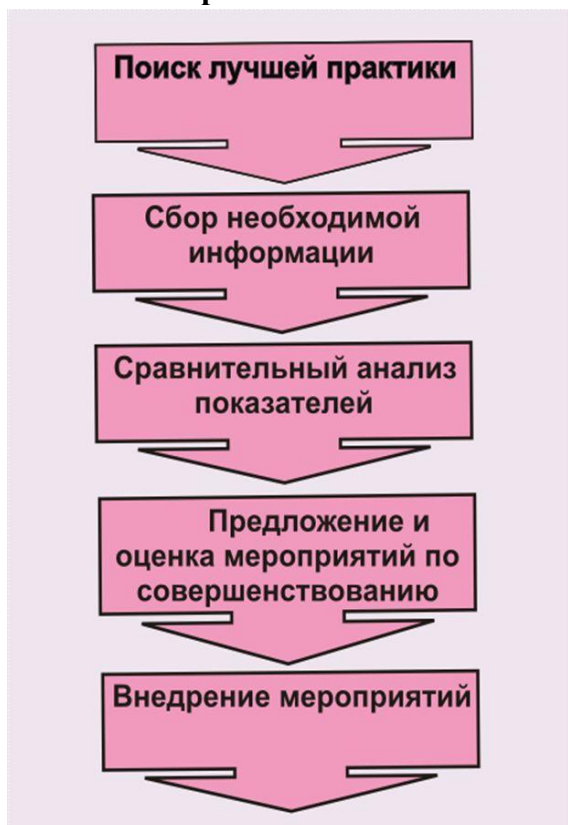 Поиск лучшей практики
Сбор необходимой
информации
Сравнительный анализ
показателей
Предложение и
оценка мероприятий по
совершенствованию
Внедрение мероприятий